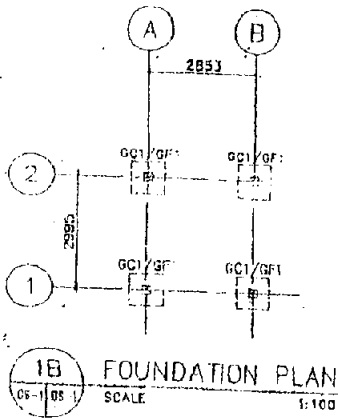 A B
2853
GC1/GF1 GC1/GF1
2
2995
GC1/GF1 GC1/GF1
1
1B FOUNDATION PLAN
SCALE 1:100